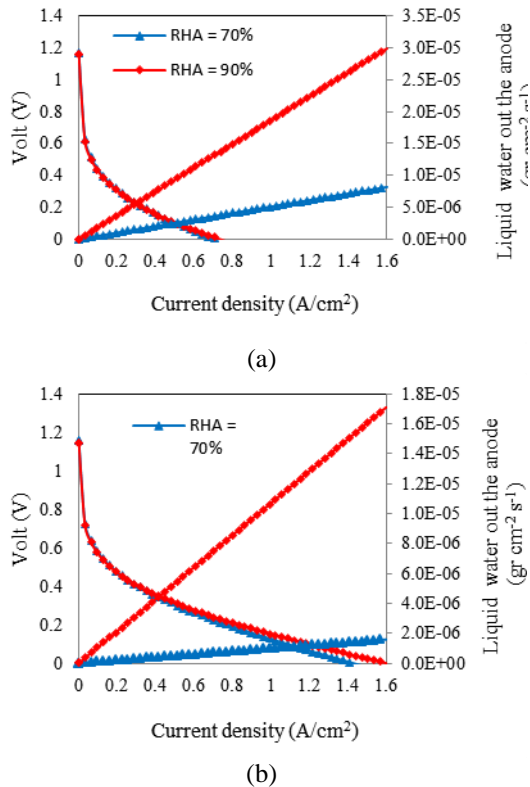 1.4
1.2
1
0.8
0.6
0.4
0.2
0
Volt (V)
RHA = 70%
RHA = 90%
3.5E-05
3.0E-05
2.5E-05
2.0E-05
1.5E-05
1.0E-05
5.0E-06
0.0E+00
Liquid water out the anode
(gr cm-2 s-1)
0 0.2 0.4 0.6 0.8 1 1.2 1.4 1.6
Current density (A/cm²)
(a)
1.4
1.2
1
0.8
0.6
0.4
0.2
0
Volt (V)
RHA =
70%
1.8E-05
1.6E-05
1.4E-05
1.2E-05
1.0E-05
8.0E-06
6.0E-06
4.0E-06
2.0E-06
0.0E+00
Liquid water out the anode
(gr cm-2 s-1)
0 0.2 0.4 0.6 0.8 1.0 1.2 1.4 1.6
Current density (A/cm²)
(b)